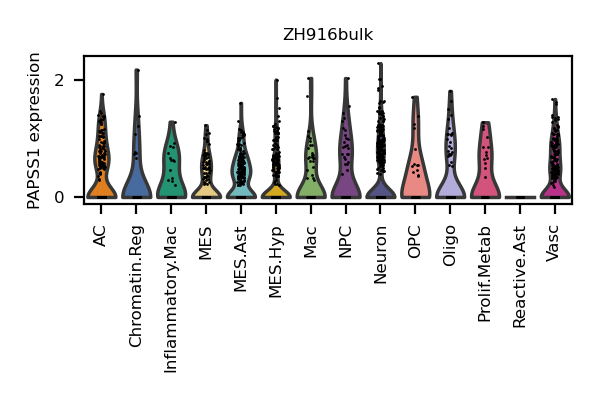 ZH916bulk
PAPSS1 expression
2
0
AC
Chromatin.Reg
Inflammatory.Mac
MES
MES.Ast
MES.Hyp
Mac
NPC
Neuron
OPC
Oligo
Prolif.Metab
Reactive.Ast
Vasc